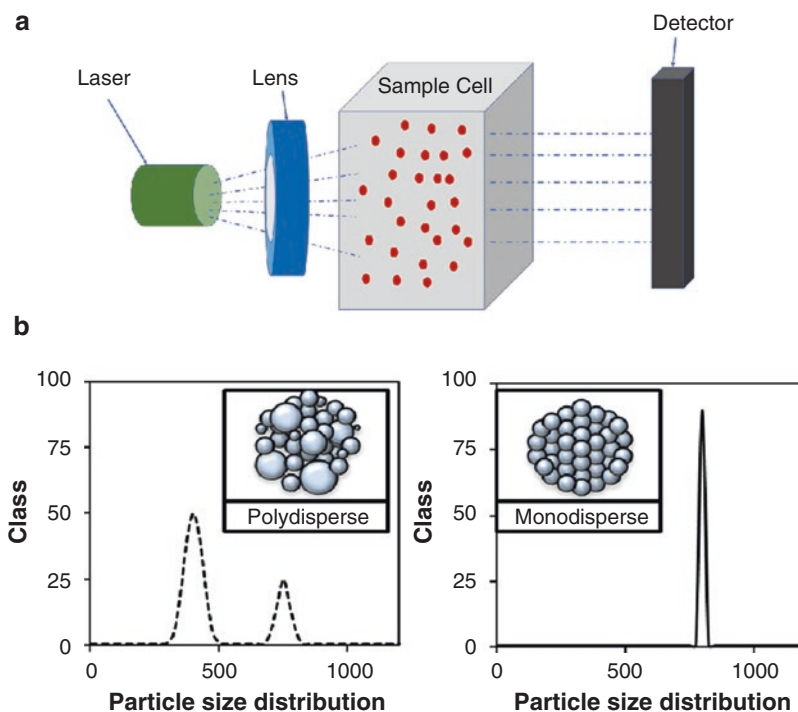 a
Detector
Laser
Lens
Sample Cell
b
100
75
50
25
0
Class
Polydisperse
0
500
1000
Particle size distribution
100
75
50
25
0
Class
Monodisperse
0
500
1000
Particle size distribution